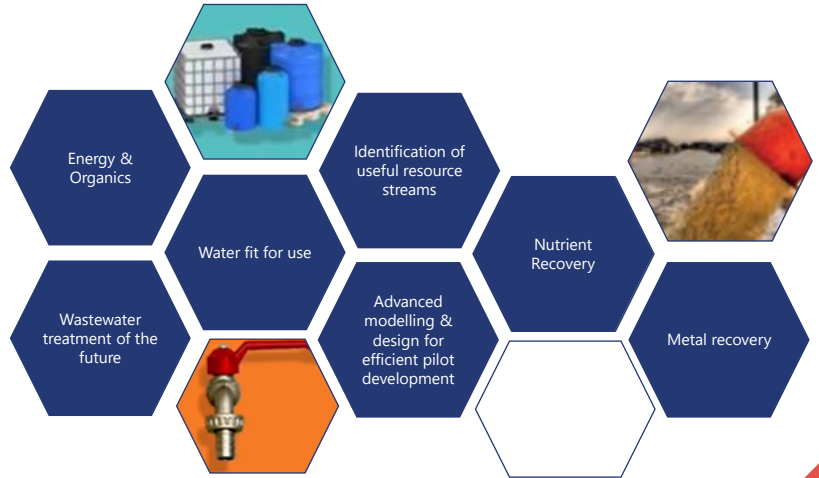 Energy &
Organics
Identification of
useful resource
streams
Water fit for use
Nutrient
Recovery
Wastewater
treatment of the
future
Advanced
modelling &
design for
efficient pilot
development
Metal recovery